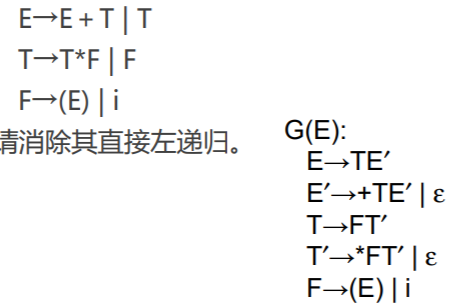 E→E + T | T
T→T*F | F
F→(E) | i
请消除其直接左递归。
G(E):
E→TE′
E′→+TE′ | ε
T→FT′
T′→*FT′ | ε
F→(E) | i